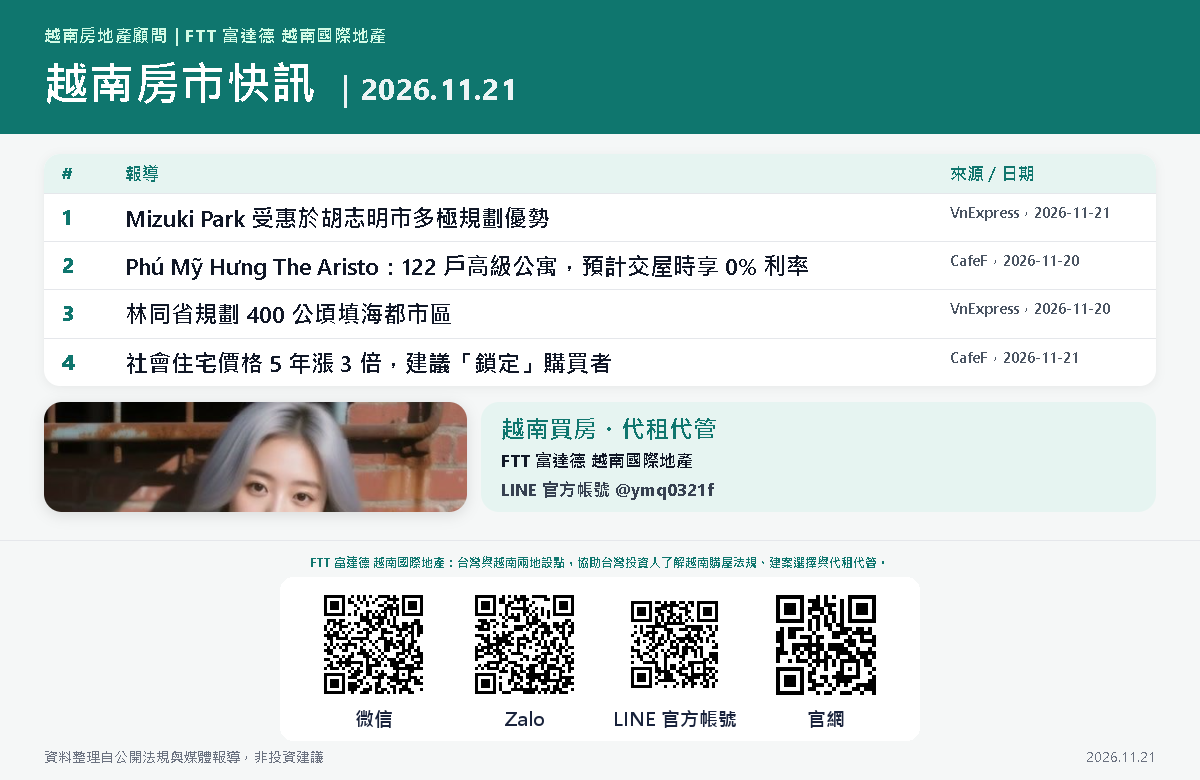 越南房地產顧問 | FTT 富達德 越南國際地產
越南房市快訊 | 2026.11.21
# 報導 來源 / 日期
1 Mizuki Park 受惠於胡志明市多極規劃優勢 VnExpress，2026-11-21
2 Phú Mỹ Hưng The Aristo：122 戶高級公寓，預計交屋時享 0% 利率 CafeF，2026-11-20
3 林同省規劃 400 公頃填海都市區 VnExpress，2026-11-20
4 社會住宅價格 5 年漲 3 倍，建議「鎖定」購買者 CafeF，2026-11-21
越南買房．代租代管
FTT 富達德 越南國際地產
LINE 官方帳號 @ymq0321f
FTT 富達德 越南國際地產：台灣與越南兩地設點，協助台灣投資人了解越南購屋法規、建案選擇與代租代管。
微信 Zalo LINE 官方帳號 官網
資料整理自公開法規與媒體報導，非投資建議 2026.11.21